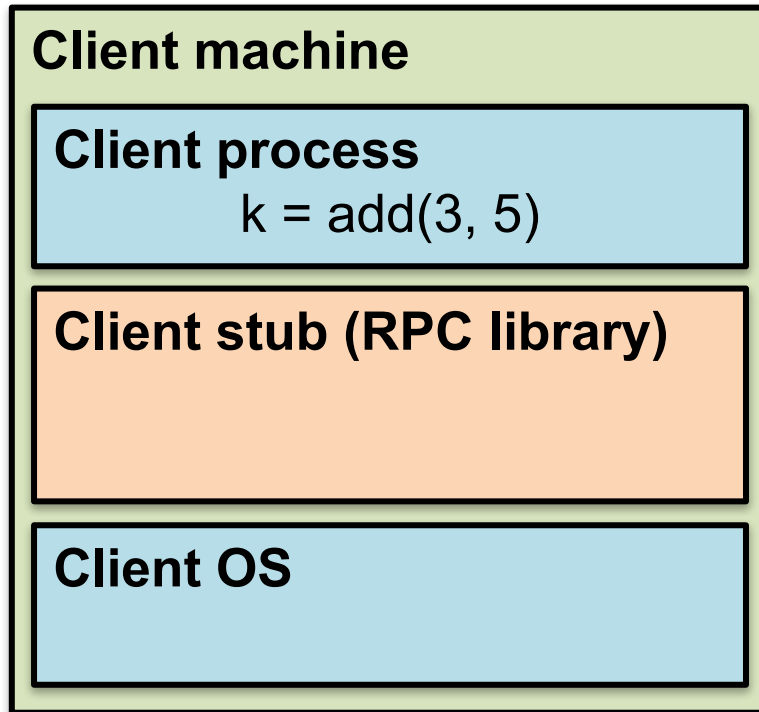 Client machine
Client process
k = add(3, 5)
Client stub (RPC library)
Client OS